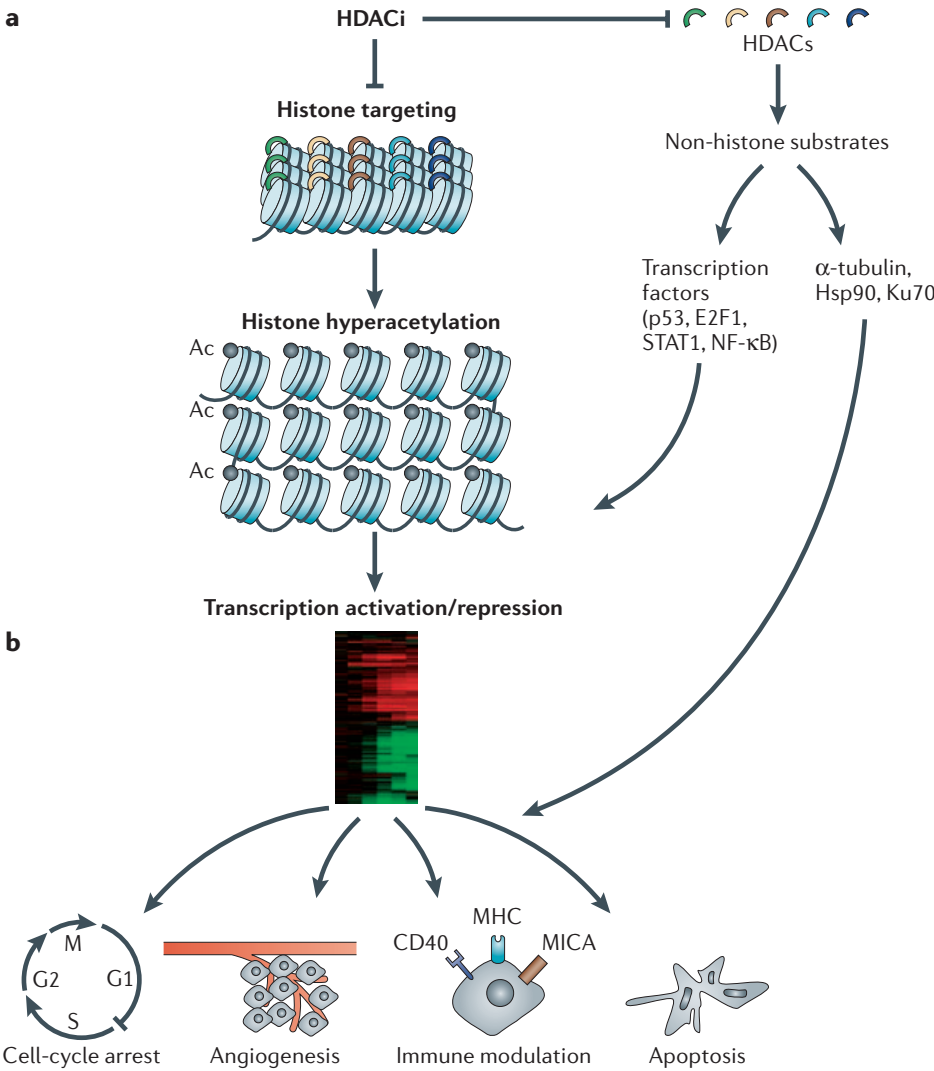 a
HDACi
HDACs
Histone targeting
Non-histone substrates
Transcription
factors
(p53, E2F1,
STAT1, NF-κB)
α-tubulin,
Hsp90, Ku70
Histone hyperacetylation
Ac
Ac
Ac
Transcription activation/repression
b
MHC
CD40
MICA
M
G2
G1
S
Cell-cycle arrest
Angiogenesis
Immune modulation
Apoptosis